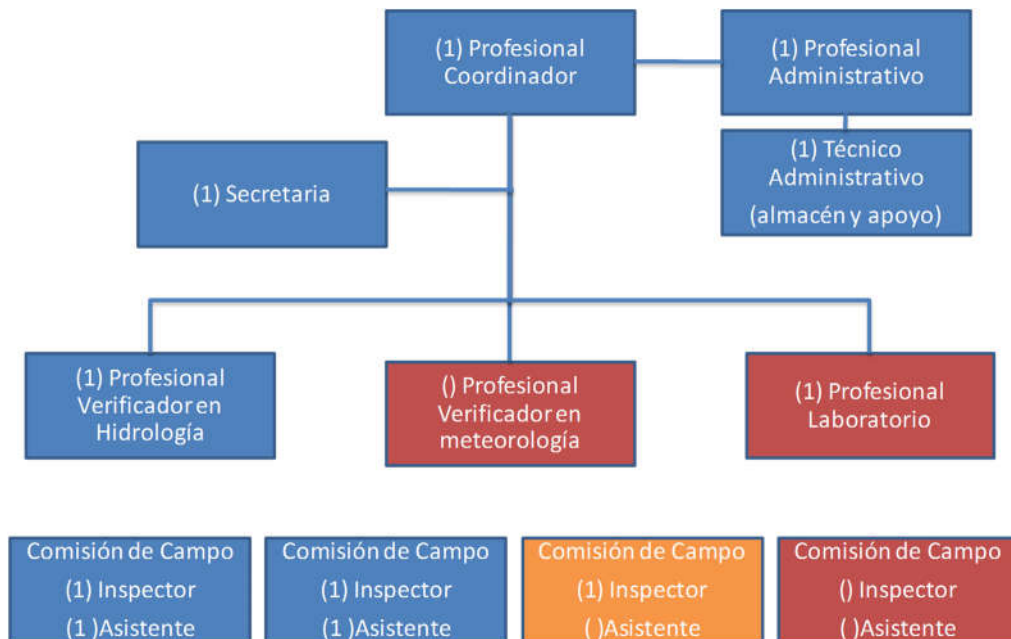 (1) Profesional
Coordinador
(1) Profesional
Administrativo
(1) Técnico
Administrativo
(almacén y apoyo)
(1) Secretaria
(1) Profesional
Verificador en
Hidrología
() Profesional
Verificador en
meteorología
(1) Profesional
Laboratorio
Comisión de Campo
(1) Inspector
(1 )Asistente
Comisión de Campo
(1) Inspector
(1 )Asistente
Comisión de Campo
(1) Inspector
( )Asistente
Comisión de Campo
() Inspector
( )Asistente